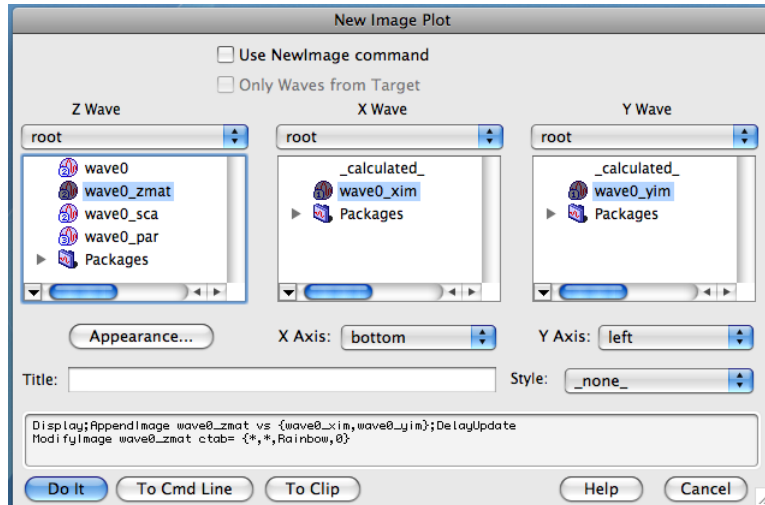 New Image Plot
Use NewImage command
Only Waves from Target
Z Wave
X Wave
Y Wave
root
root
root
wave0
wave0_zmat
wave0_sca
wave0_par
Packages
_calculated_
wave0_xim
Packages
_calculated_
wave0_yim
Packages
Appearance...
X Axis: bottom
Y Axis: left
Title:
Style: _none_
Display;AppendImage wave0_zmat vs {wave0_xim,wave0_yim};DelayUpdate
ModifyImage wave0_zmat ctab= {*,*,Rainbow,0}
Do It
To Cmd Line
To Clip
Help
Cancel